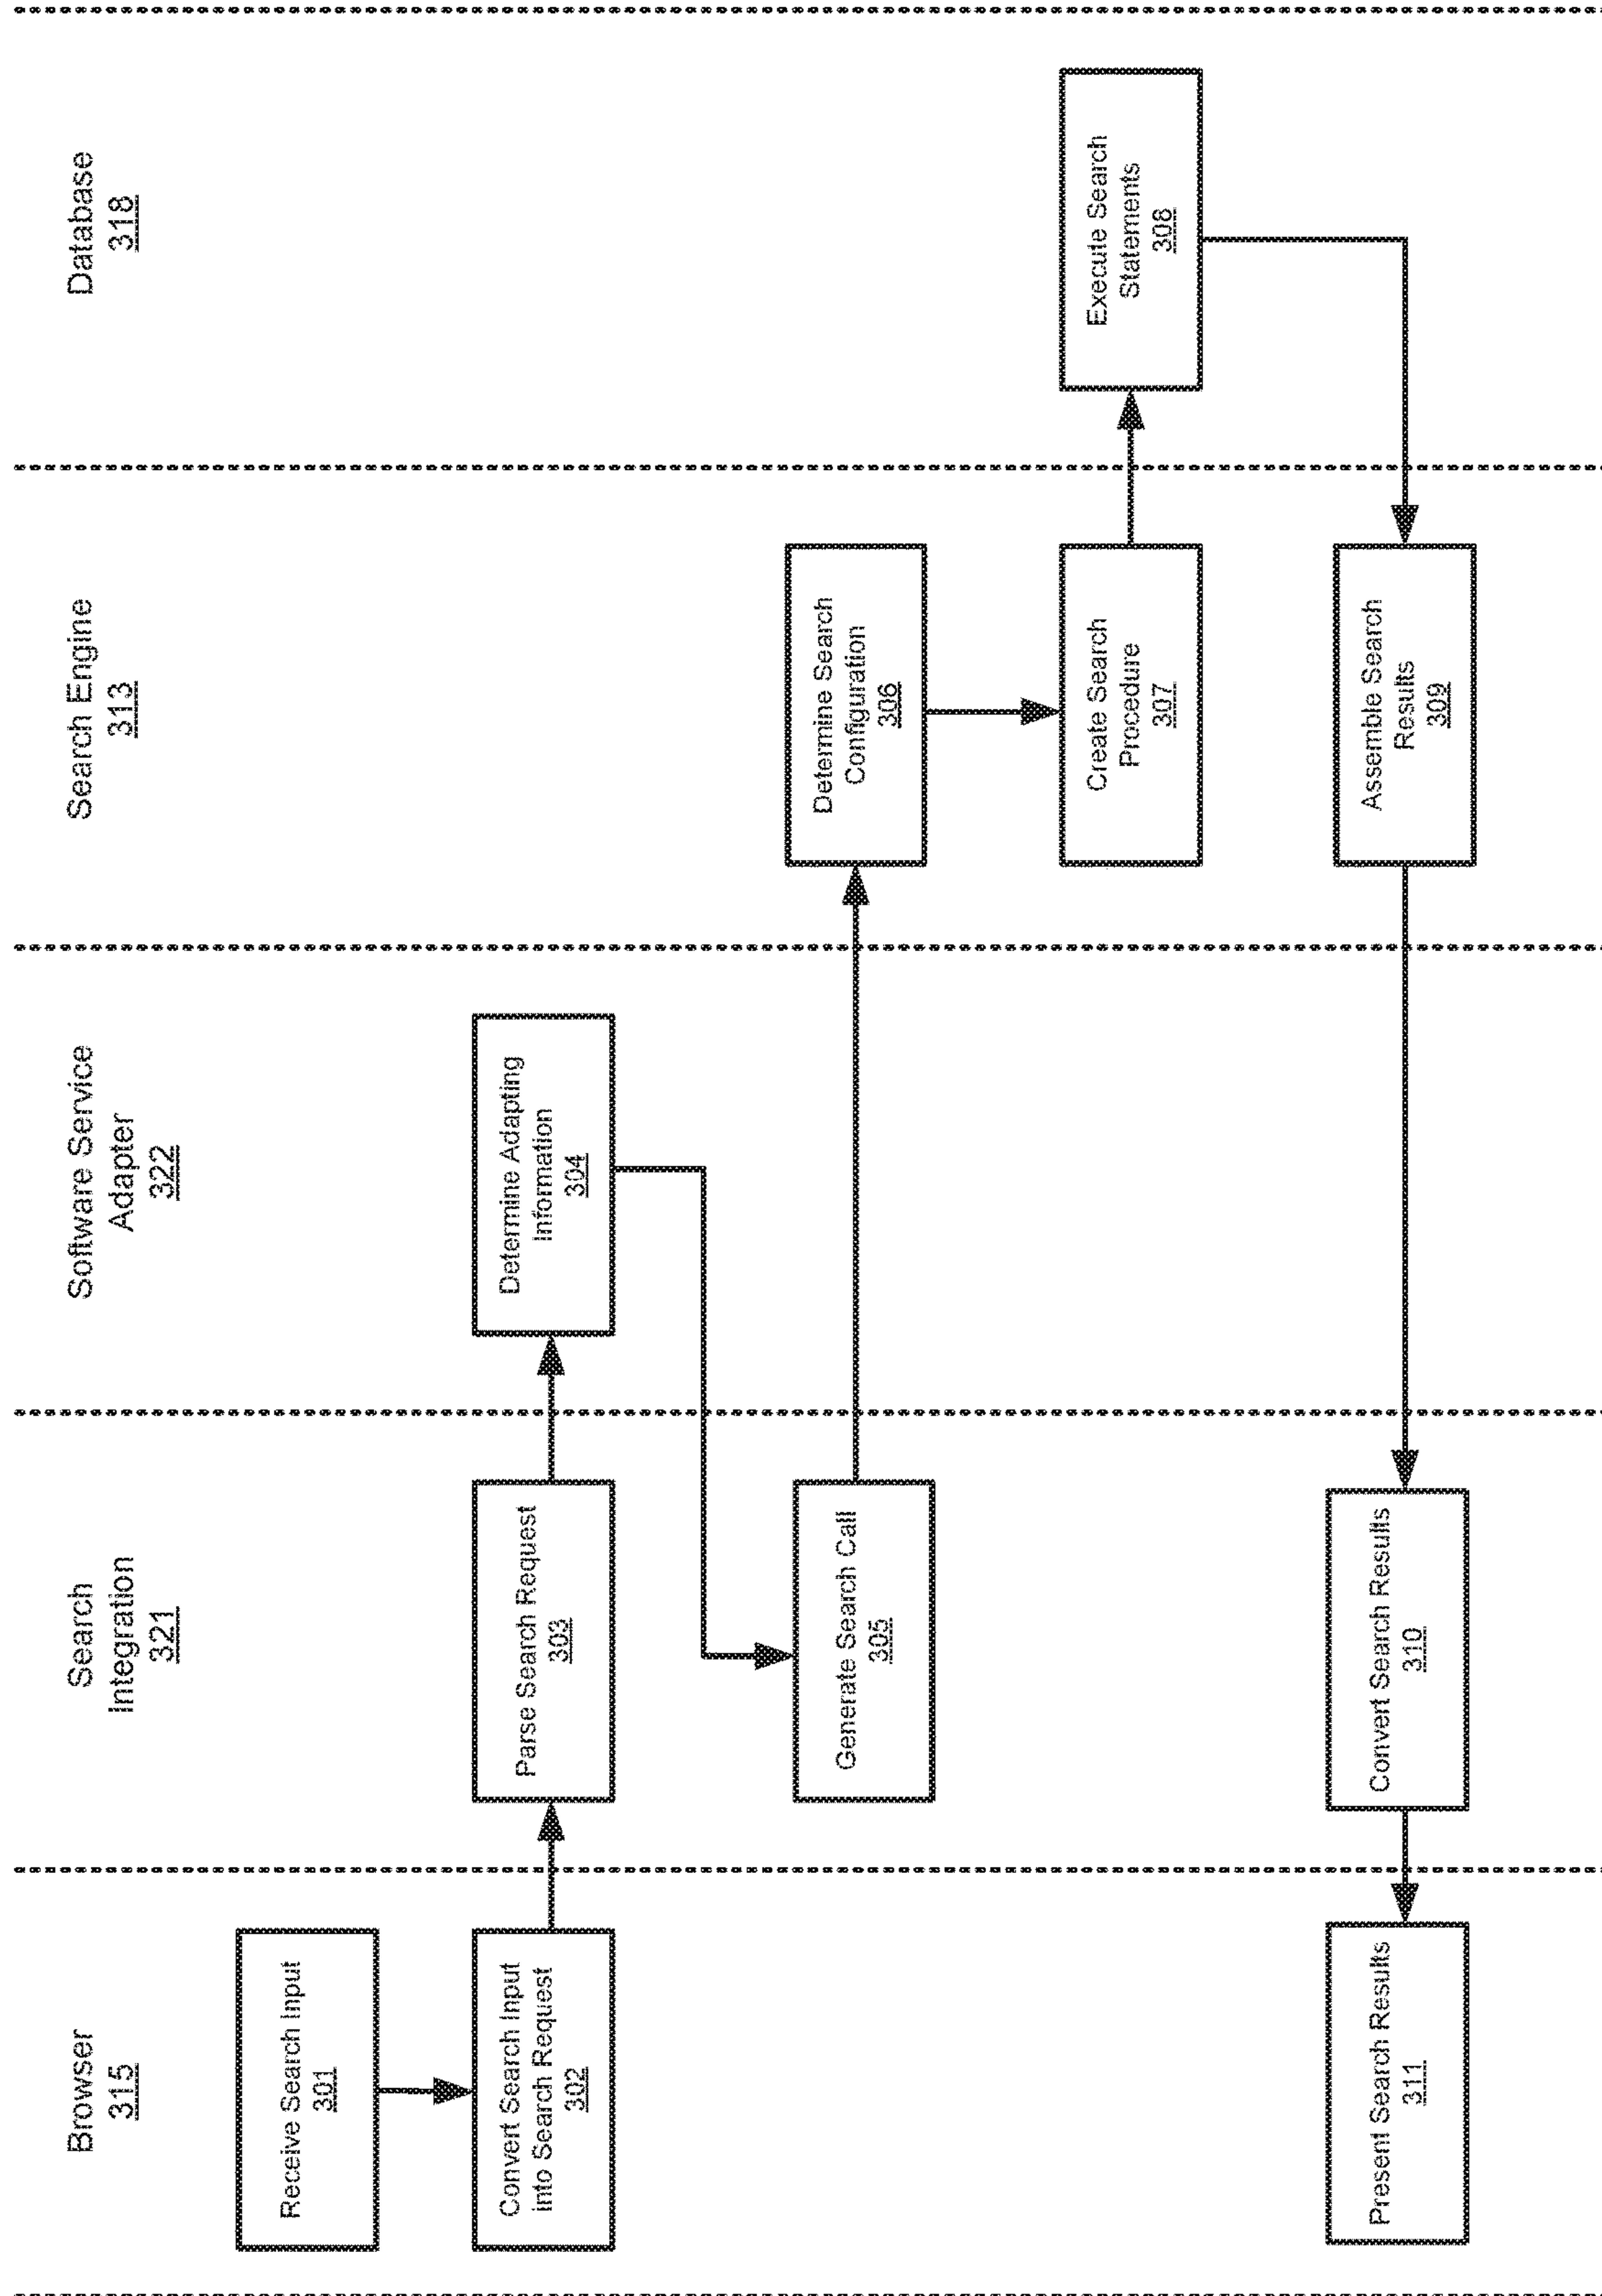 Browser
315
Search
Integration
321
Software Service
Adapter
322
Search Engine
313
Database
318
Receive Search Input
301
Convert Search Input
into Search Request
302
Parse Search Request
303
Determine Adapting
Information
304
Generate Search Call
305
Determine Search
Configuration
306
Create Search
Procedure
307
Execute Search
Statements
308
Assemble Search
Results
309
Convert Search Results
310
Present Search Results
311